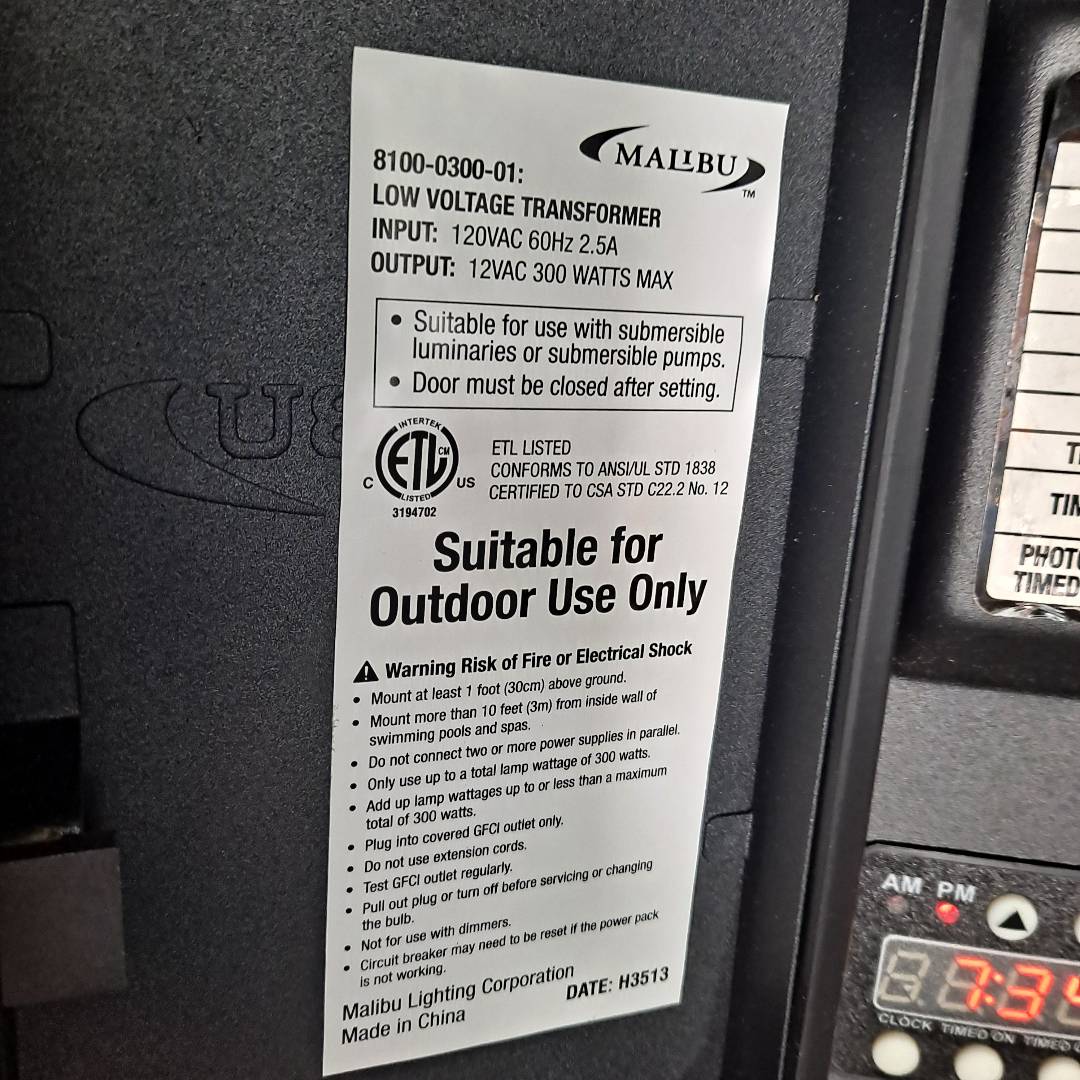 MALIBU
TM
8100-0300-01:
LOW VOLTAGE TRANSFORMER
INPUT: 120VAC 60Hz 2.5A
OUTPUT: 12VAC 300 WATTS MAX
• Suitable for use with submersible
luminaries or submersible pumps.
• Door must be closed after setting.
INTERTEK
ETL CM
LISTED
C US
3194702
ETL LISTED
CONFORMS TO ANSI/UL STD 1838
CERTIFIED TO CSA STD C22.2 No. 12
Suitable for
Outdoor Use Only
Warning Risk of Fire or Electrical Shock
• Mount at least 1 foot (30cm) above ground.
• Mount more than 10 feet (3m) from inside wall of
swimming pools and spas.
• Do not connect two or more power supplies in parallel.
• Only use up to a total lamp wattage of 300 watts.
• Add up lamp wattages up to or less than a maximum
total of 300 watts.
• Plug into covered GFCI outlet only.
• Do not use extension cords.
• Test GFCI outlet regularly.
• Pull out plug or turn off before servicing or changing
the bulb.
• Not for use with dimmers.
• Circuit breaker may need to be reset if the power pack
is not working.
Malibu Lighting Corporation
Made in China
DATE: H3513
TIMED
AM PM
7:34
CLOCK TIMED ON TIMED